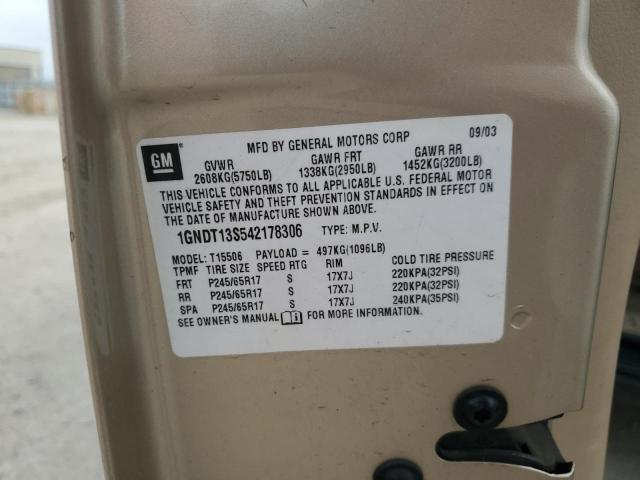 MFD BY GENERAL MOTORS CORP 09/03
GM GVWR GAWR FRT GAWR RR
2608KG(5750LB) 1338KG(2950LB) 1452KG(3200LB)
THIS VEHICLE CONFORMS TO ALL APPLICABLE U.S. FEDERAL MOTOR
VEHICLE SAFETY AND THEFT PREVENTION STANDARDS IN EFFECT ON
THE DATE OF MANUFACTURE SHOWN ABOVE.
1GNDT13S542178306 TYPE: M.P.V.
MODEL: T15506 PAYLOAD = 497KG(1096LB)
TPMF TIRE SIZE SPEED RTG RIM COLD TIRE PRESSURE
FRT P245/65R17 S 17X7J 220KPA(32PSI)
RR P245/65R17 S 17X7J 220KPA(32PSI)
SPA P245/65R17 S 17X7J 240KPA(35PSI)
SEE OWNER'S MANUAL FOR MORE INFORMATION.